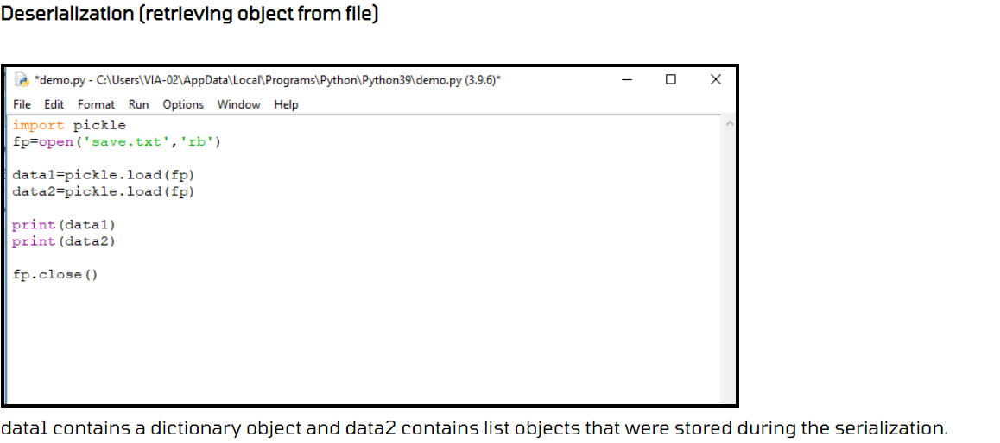 Deserialization (retrieving object from file)
*demo.py - C:\Users\VIA-02\AppData\Local\Programs\Python\Python39\demo.py (3.9.6)*
File Edit Format Run Options Window Help
import pickle
fp=open('save.txt','rb')
data1=pickle.load(fp)
data2=pickle.load(fp)
print(data1)
print(data2)
fp.close()
data1 contains a dictionary object and data2 contains list objects that were stored during the serialization.